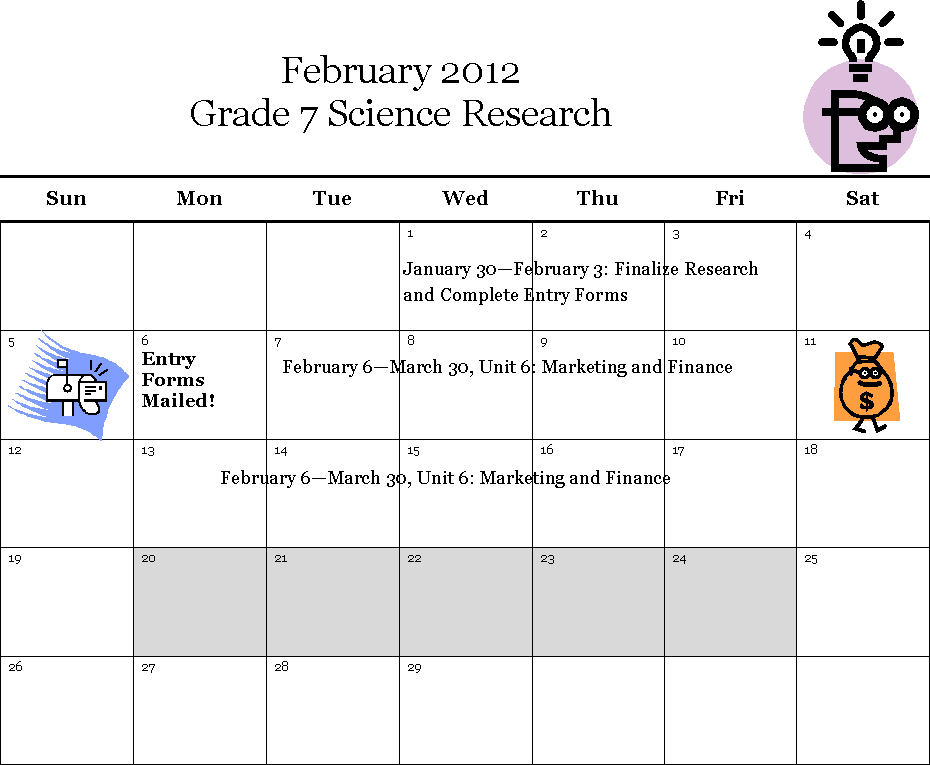 February 2012
Grade 7 Science Research
Sun Mon Tue Wed Thu Fri Sat
1 2 3 4
January 30—February 3: Finalize Research
and Complete Entry Forms
5 6 7 8 9 10 11
Entry
Forms
Mailed!
February 6—March 30, Unit 6: Marketing and Finance
$
12 13 14 15 16 17 18
February 6—March 30, Unit 6: Marketing and Finance
19 20 21 22 23 24 25
26 27 28 29